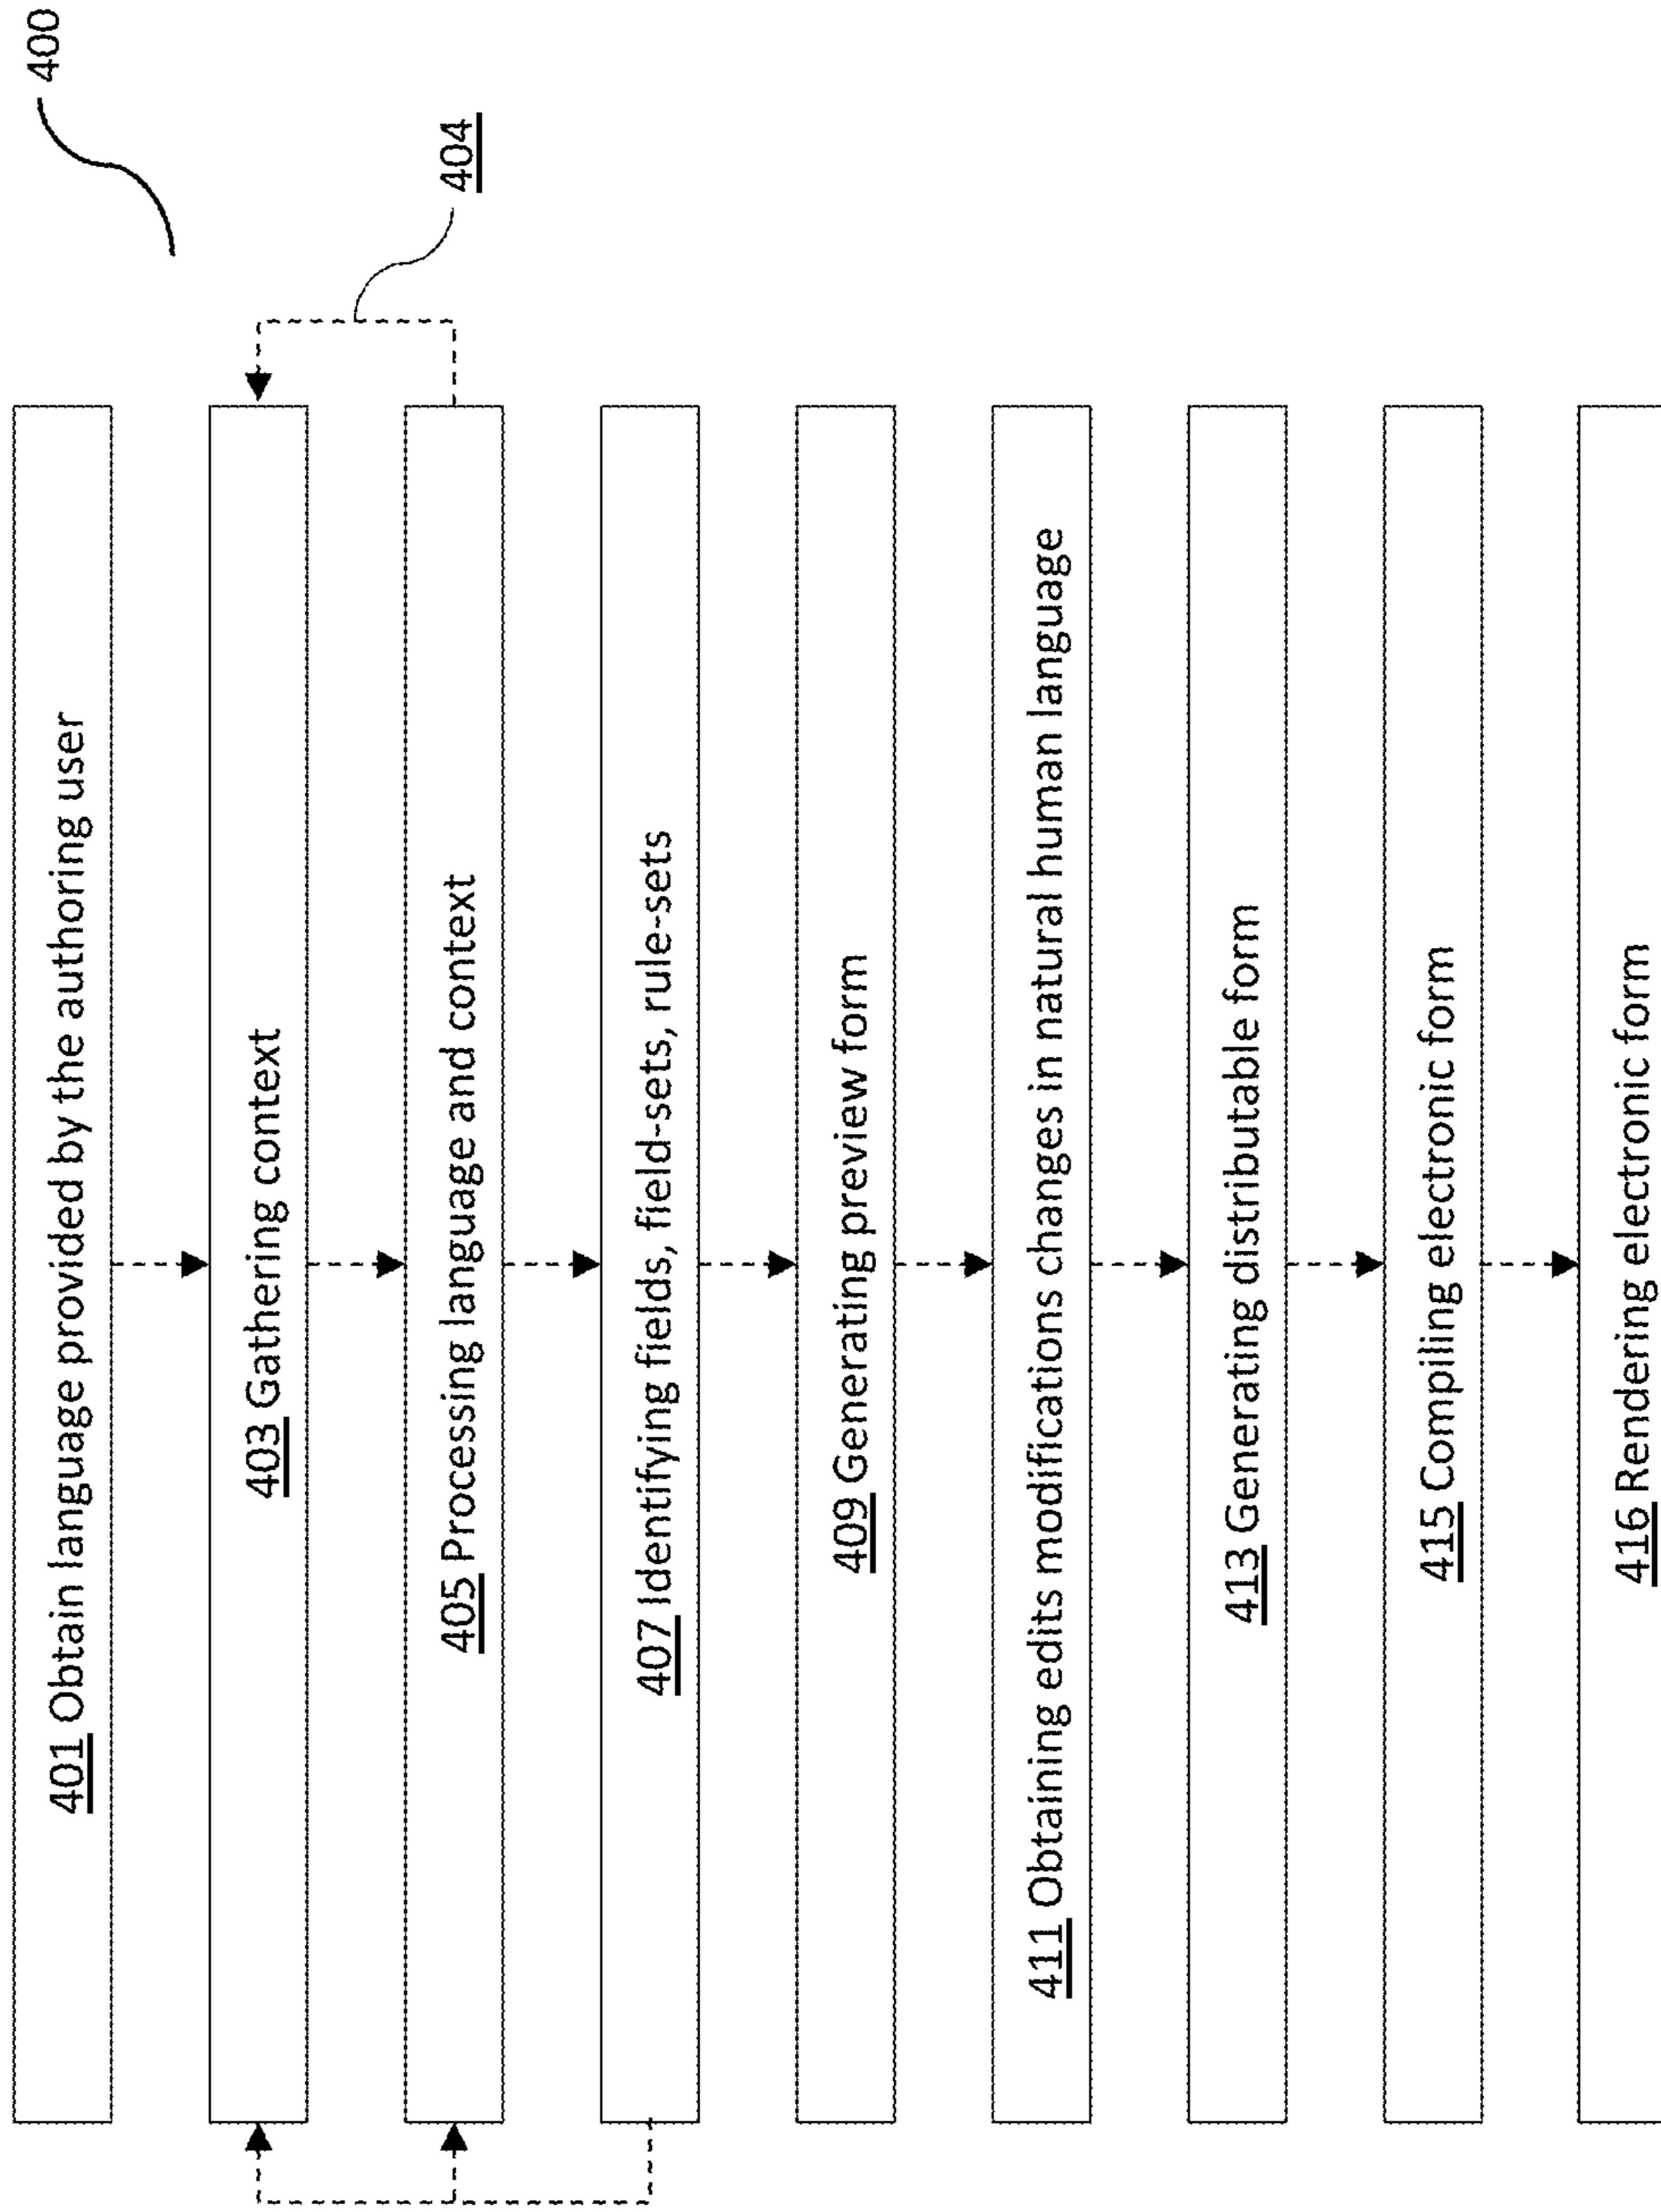 400
401 Obtain language provided by the authoring user
403 Gathering context
404
405 Processing language and context
407 Identifying fields, field-sets, rule-sets
409 Generating preview form
411 Obtaining edits modifications changes in natural human language
413 Generating distributable form
415 Compiling electronic form
416 Rendering electronic form